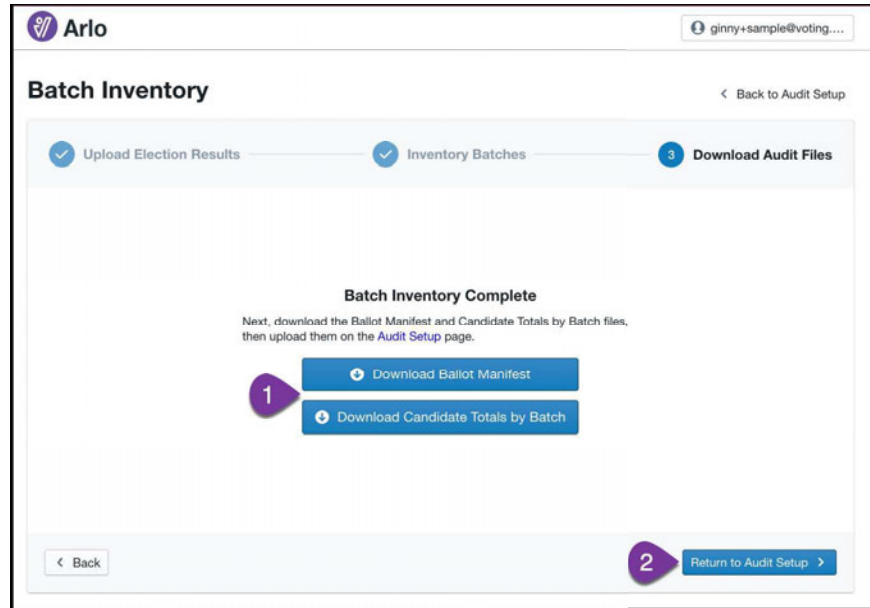 Arlo
ginny+sample@voting....
Batch Inventory
Back to Audit Setup
Upload Election Results
Inventory Batches
3 Download Audit Files
Batch Inventory Complete
Next, download the Ballot Manifest and Candidate Totals by Batch files,
then upload them on the Audit Setup page.
Download Ballot Manifest
1
Download Candidate Totals by Batch
Back
2
Return to Audit Setup